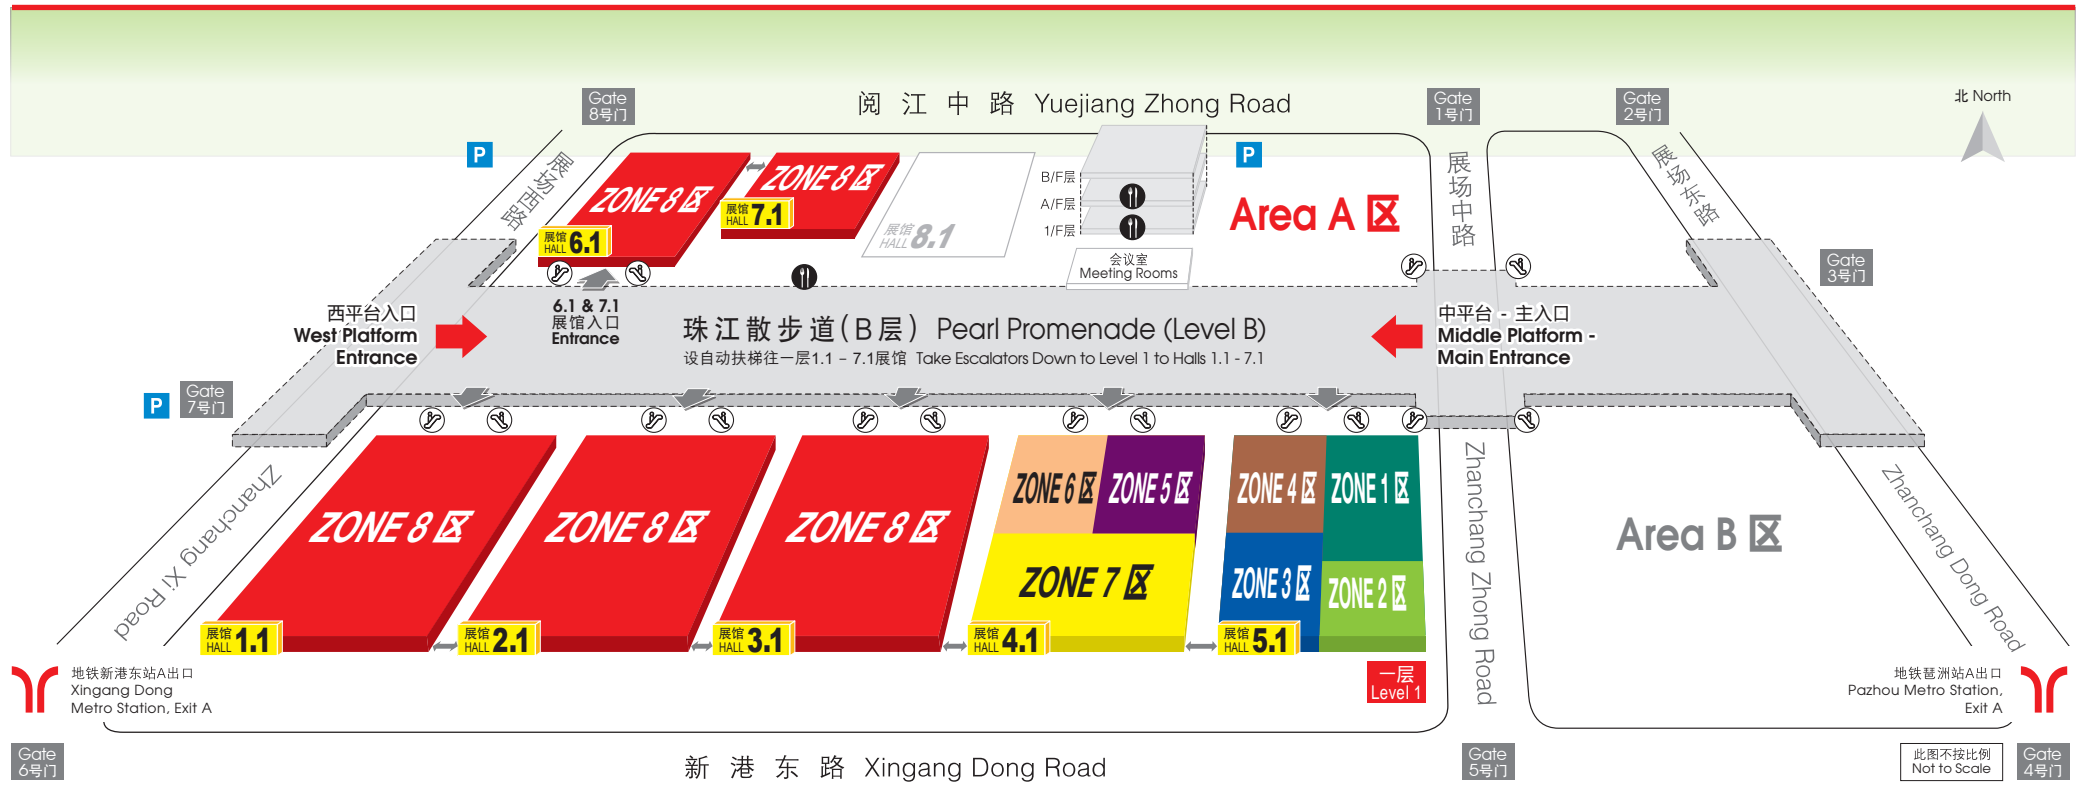 Gate
8号门
阅江中路 Yuejiang Zhong Road
Gate
1号门
Gate
2号门
北 North
P
P
展场西路
展场中路
展场东路
ZONE 8 区
ZONE 8 区
展馆
HALL 6.1
展馆
HALL 7.1
展馆
HALL 8.1
B/F层
A/F层
1/F层
会议室
Meeting Rooms
Area A 区
Gate
3号门
西平台入口
West Platform
Entrance
6.1 & 7.1
展馆入口
Entrance
珠江散步道(B层) Pearl Promenade (Level B)
设自动扶梯往一层1.1 – 7.1展馆 Take Escalators Down to Level 1 to Halls 1.1 - 7.1
中平台 - 主入口
Middle Platform -
Main Entrance
P
Gate
7号门
Zhanchang Xi Road
Zhanchang Zhong Road
Zhanchang Dong Road
ZONE 8 区
ZONE 8 区
ZONE 8 区
ZONE 6 区
ZONE 5 区
ZONE 4 区
ZONE 1 区
ZONE 7 区
ZONE 3 区
ZONE 2 区
Area B 区
展馆
HALL 1.1
展馆
HALL 2.1
展馆
HALL 3.1
展馆
HALL 4.1
展馆
HALL 5.1
一层
Level 1
地铁新港东站A出口
Xingang Dong
Metro Station, Exit A
地铁琶洲站A出口
Pazhou Metro Station,
Exit A
Gate
6号门
新港东路 Xingang Dong Road
Gate
5号门
此图不按比例
Not to Scale
Gate
4号门